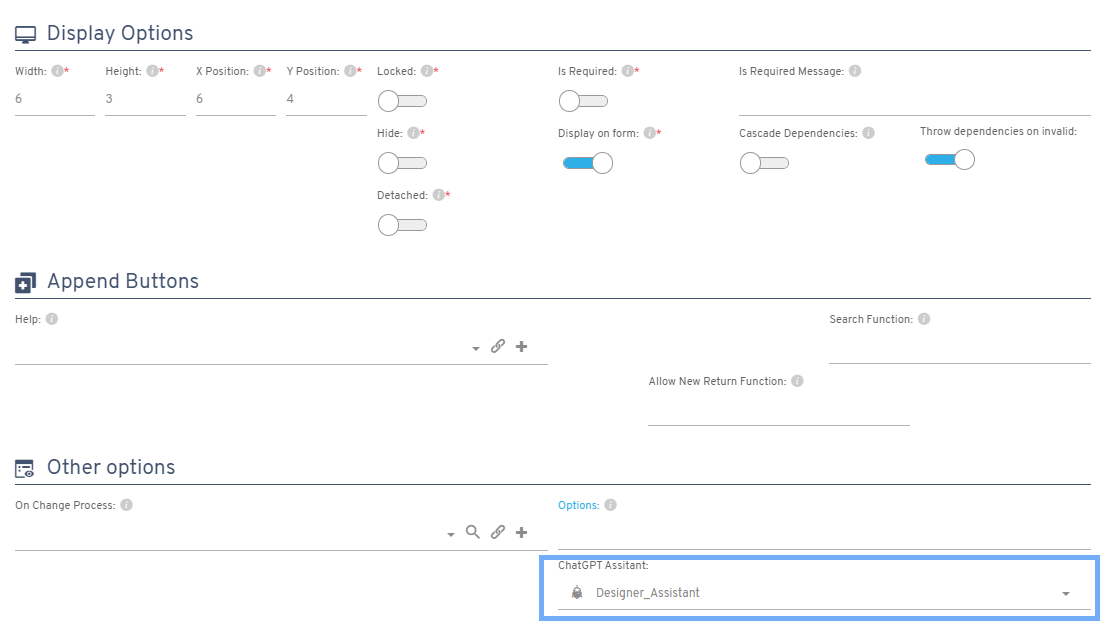 Display Options
Width: * Height: * X Position: * Y Position: * Locked: * Is Required: * Is Required Message:
6 3 6 4
Hide: * Display on form: * Cascade Dependencies: Throw dependencies on invalid:
Detached: *
Append Buttons
Help: Search Function:
Allow New Return Function:
Other options
On Change Process: Options:
ChatGPT Assitant:
Designer_Assistant